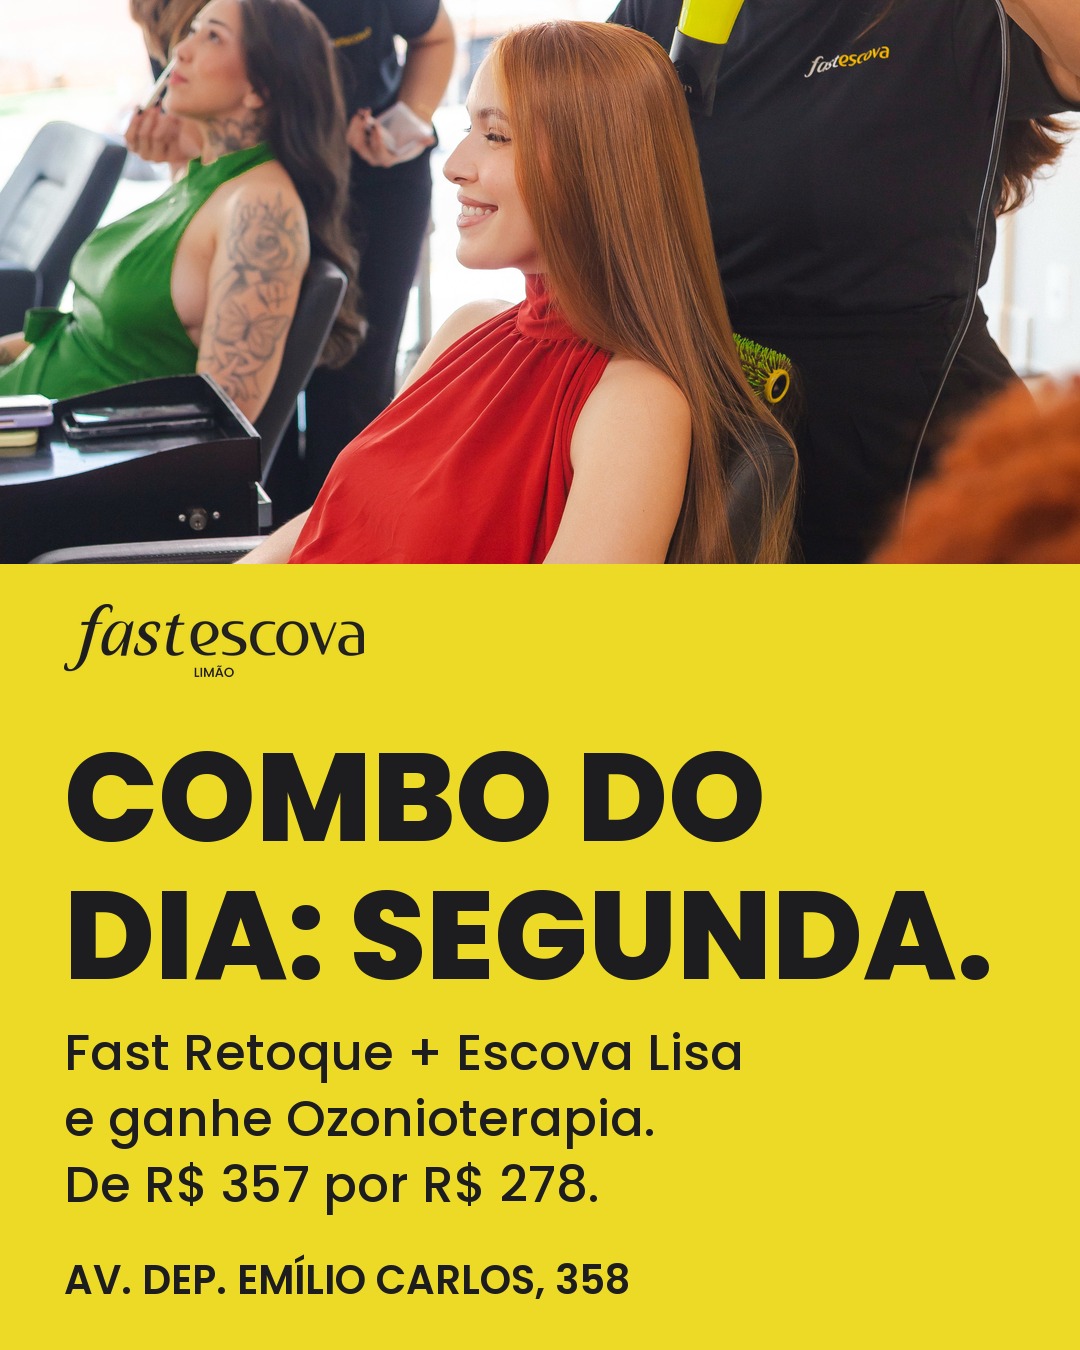 fastescova
fastescova
LIMÃO
COMBO DO
DIA: SEGUNDA.
Fast Retoque + Escova Lisa
e ganhe Ozonioterapia.
De R$ 357 por R$ 278.
AV. DEP. EMÍLIO CARLOS, 358